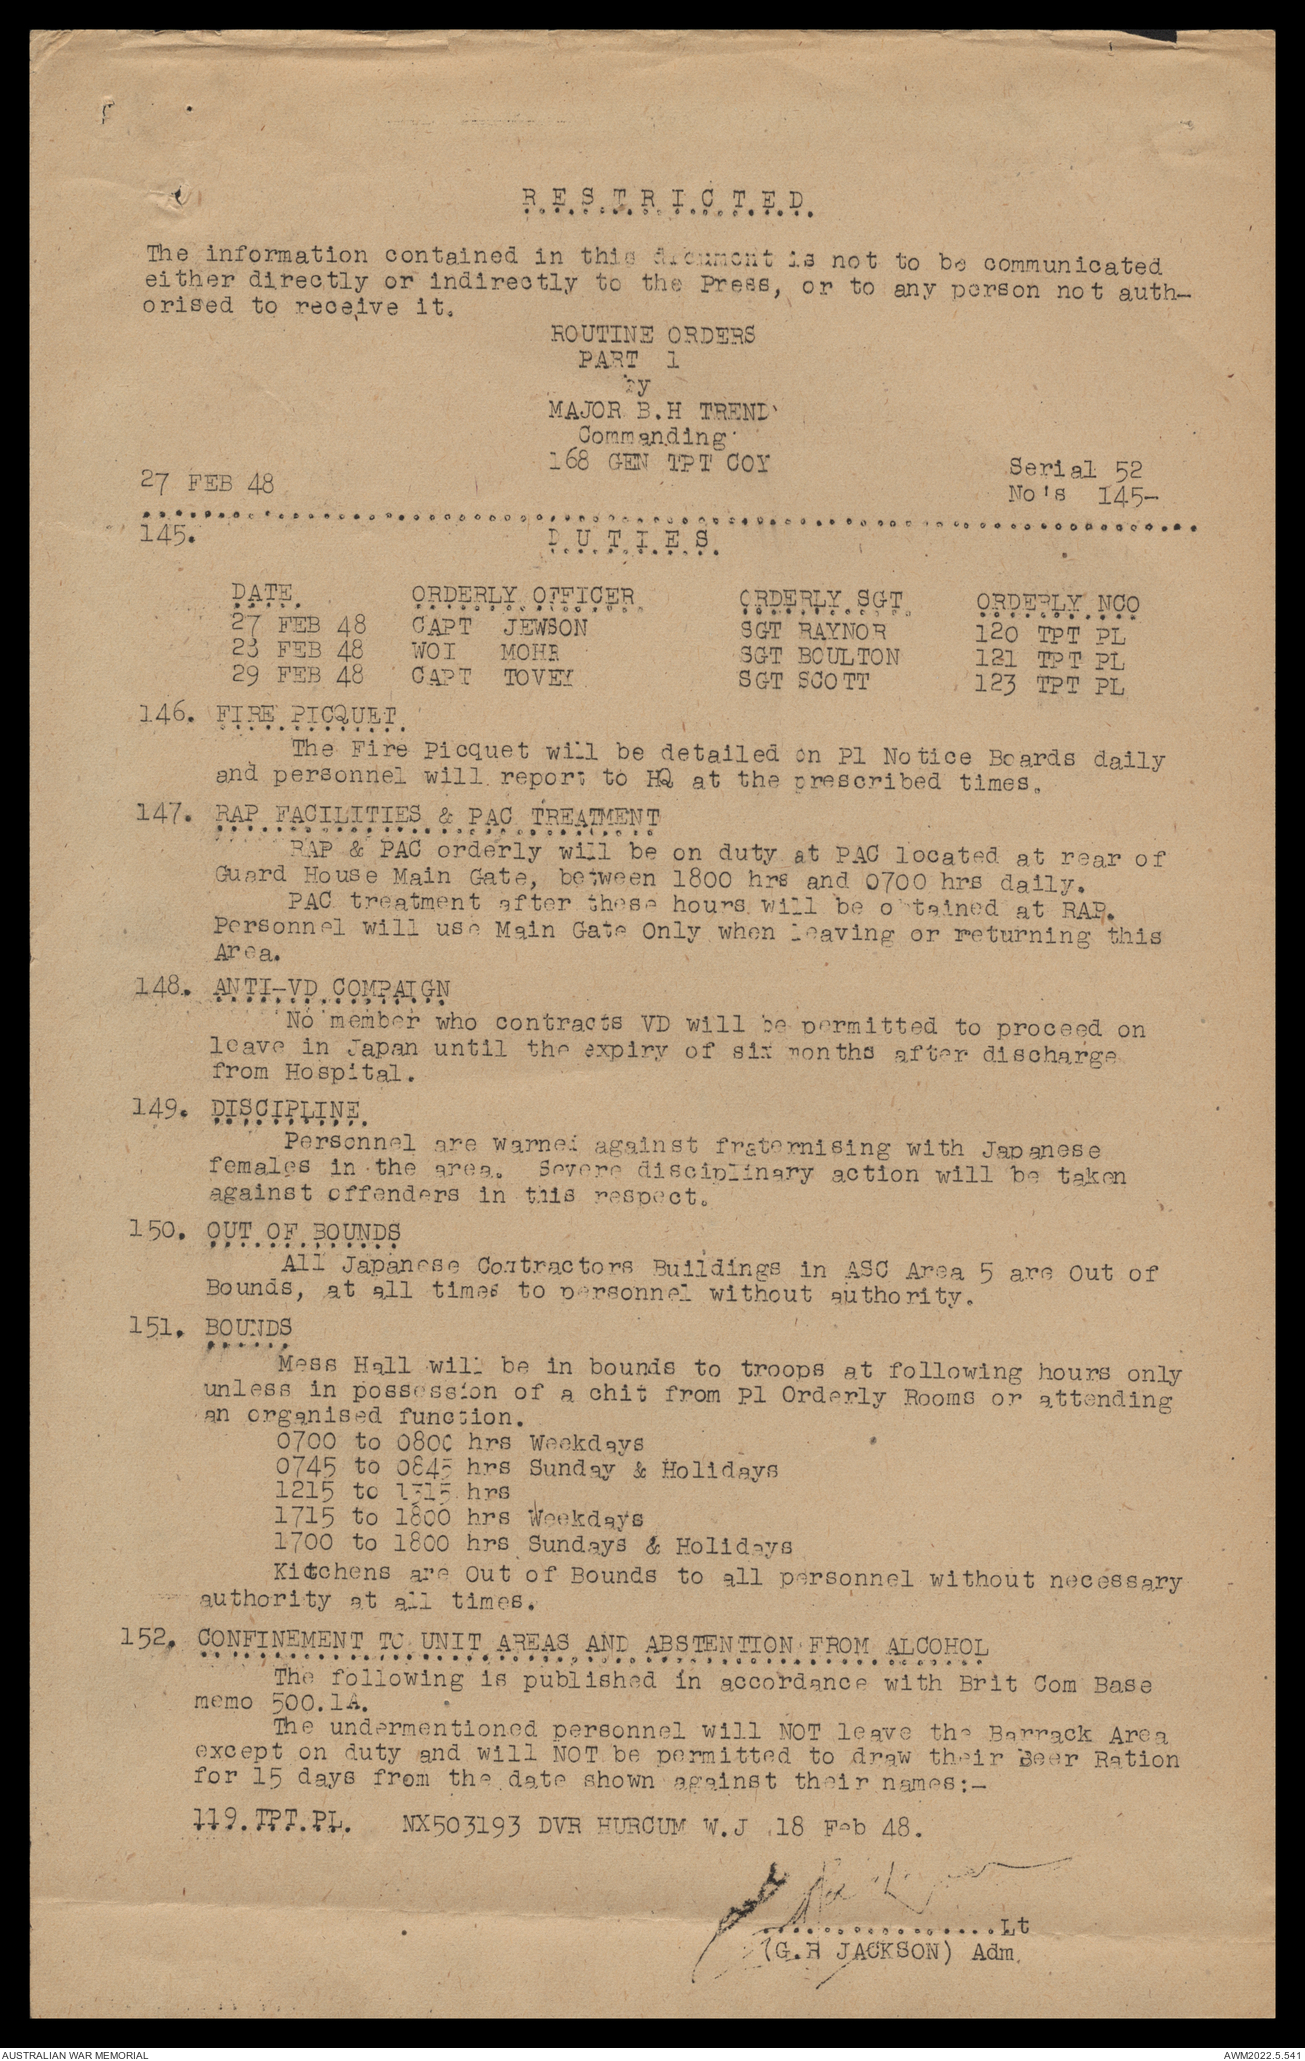 R E S T R I C T E D
The information contained in this document is not to be communicated
either directly or indirectly to the Press, or to any person not auth-
orised to receive it.
ROUTINE ORDERS
PART 1
by
MAJOR B.H TREND
Commanding
168 GEN TPT COY
27 FEB 48
Serial 52
No's 145-
145. D U T I E S
DATE ORDERLY OFFICER ORDERLY SGT ORDERLY NCO
27 FEB 48 CAPT JEWSON SGT RAYNOR 120 TPT PL
28 FEB 48 WOI MOHR SGT BOULTON 121 TPT PL
29 FEB 48 CAPT TOVEY SGT SCOTT 123 TPT PL
146. FIRE PICQUET
The Fire Picquet will be detailed on Pl Notice Boards daily
and personnel will report to HQ at the prescribed times.
147. RAP FACILITIES & PAC TREATMENT
RAP & PAC orderly will be on duty at PAC located at rear of
Guard House Main Gate, between 1800 hrs and 0700 hrs daily.
PAC treatment after these hours will be obtained at RAP.
Personnel will use Main Gate Only when leaving or returning this
Area.
148. ANTI-VD COMPAIGN
No member who contracts VD will be permitted to proceed on
leave in Japan until the expiry of six months after discharge
from Hospital.
149. DISCIPLINE
Personnel are warned against fraternising with Japanese
females in the area. Severe disciplinary action will be taken
against offenders in this respect.
150. OUT OF BOUNDS
All Japanese Contractors Buildings in ASC Area 5 are Out of
Bounds, at all times to personnel without authority.
151. BOUNDS
Mess Hall will be in bounds to troops at following hours only
unless in possession of a chit from Pl Orderly Rooms or attending
an organised function.
0700 to 0800 hrs Weekdays
0745 to 0845 hrs Sunday & Holidays
1215 to 1315 hrs
1715 to 1800 hrs Weekdays
1700 to 1800 hrs Sundays & Holidays
Kitchens are Out of Bounds to all personnel without necessary
authority at all times.
152. CONFINEMENT TO UNIT AREAS AND ABSTENTION FROM ALCOHOL
The following is published in accordance with Brit Com Base
memo 500.1A.
The undermentioned personnel will NOT leave the Barrack Area
except on duty and will NOT be permitted to draw their Beer Ration
for 15 days from the date shown against their names:-
119.TPT.PL. NX503193 DVR HURCUM W.J 18 Feb 48.
Lt
(G.R JACKSON) Adm.
AUSTRALIAN WAR MEMORIAL
AWM2022.5.541